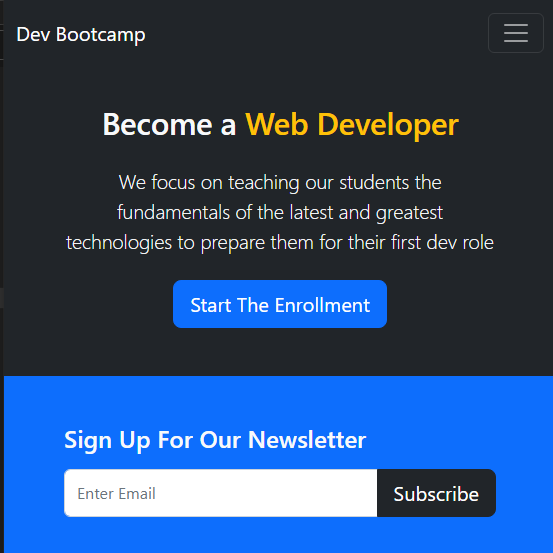 Dev Bootcamp
Become a Web Developer
We focus on teaching our students the
fundamentals of the latest and greatest
technologies to prepare them for their first dev role
Start The Enrollment
Sign Up For Our Newsletter
Enter Email
Subscribe